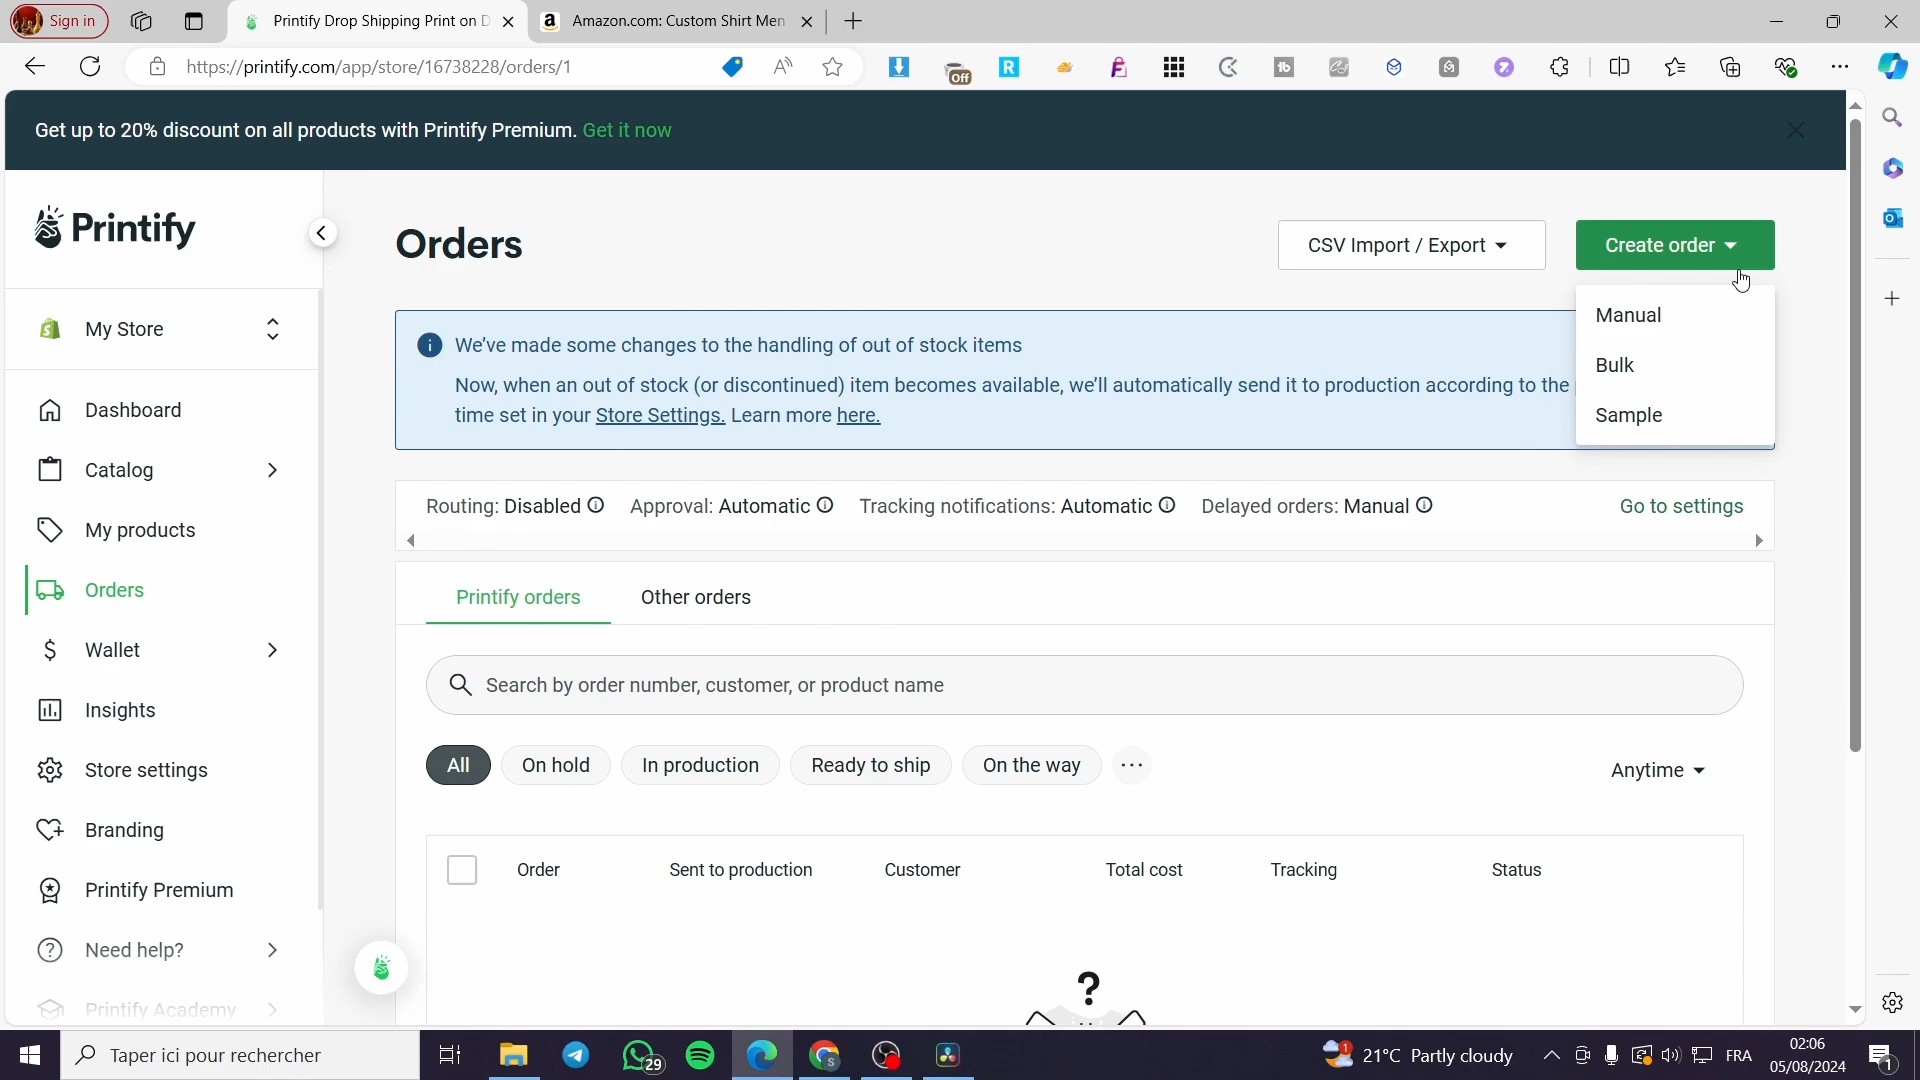 Sign in
Printify Drop Shipping Print on D
Amazon.com: Custom Shirt Men
https://printify.com/app/store/16738228/orders/1
Off
Get up to 20% discount on all products with Printify Premium. Get it now
Printify
Orders
CSV Import / Export
Create order
Manual
Bulk
Sample
My Store
We've made some changes to the handling of out of stock items
Now, when an out of stock (or discontinued) item becomes available, we'll automatically send it to production according to the
time set in your Store Settings. Learn more here.
Dashboard
Catalog
My products
Orders
Wallet
Insights
Store settings
Branding
Printify Premium
Need help?
Printify Academy
Routing: Disabled
Approval: Automatic
Tracking notifications: Automatic
Delayed orders: Manual
Go to settings
Printify orders
Other orders
Search by order number, customer, or product name
All
On hold
In production
Ready to ship
On the way
Anytime
Order
Sent to production
Customer
Total cost
Tracking
Status
?
Taper ici pour rechercher
29
21°C Partly cloudy
FRA
02:06
05/08/2024
1